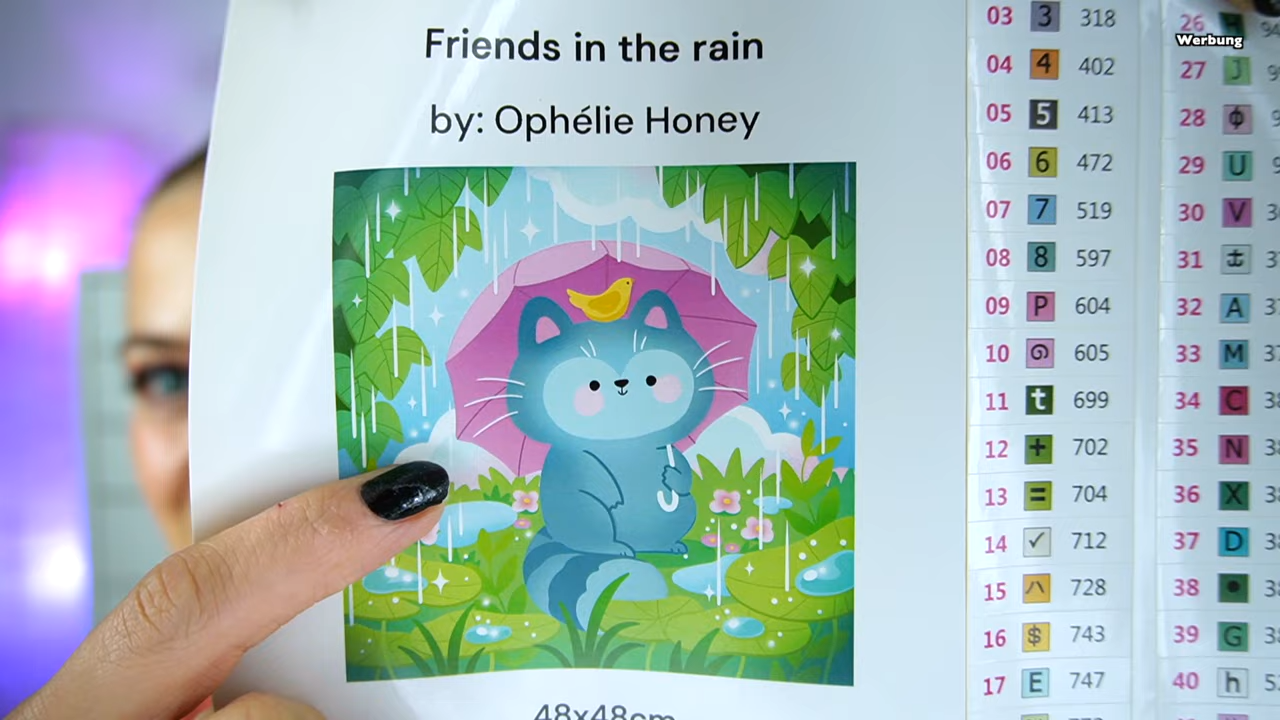 Friends in the rain
by: Ophélie Honey
48x48cm
03 3 318
04 4 402
05 5 413
06 6 472
07 7 519
08 8 597
09 P 604
10 605
11 t 699
12 + 702
13 = 704
14 ✓ 712
15 ^ 728
16 $ 743
17 E 747
26
Werbung
27 J
28 ϕ
29 U
30 V
31 ±
32 A
33 M
34 C
35 N
36 X
37 D
38 •
39 G
40 h